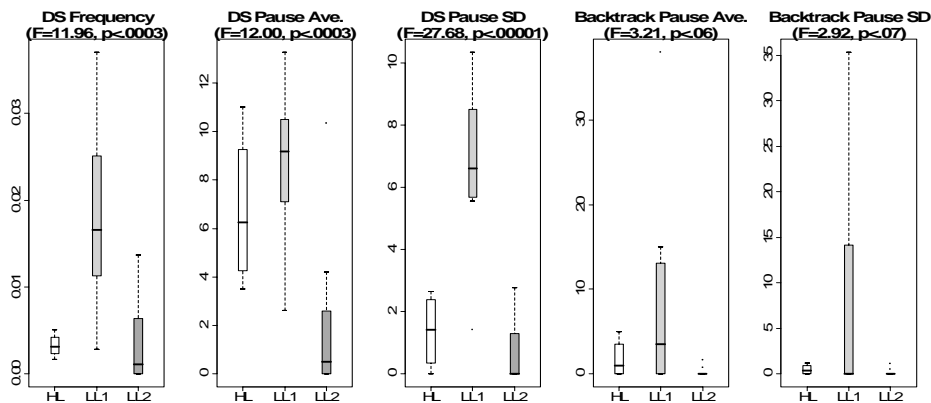 DS Frequency
(F=11.96, p<.0003)
DS Pause Ave.
(F=12.00, p<.0003)
DS Pause SD
(F=27.68, p<.00001)
Backtrack Pause Ave.
(F=3.21, p<.06)
Backtrack Pause SD
(F=2.92, p<.07)
0.03
0.02
0.01
0.00
12
10
8
6
4
2
0
10
8
6
4
2
0
30
20
10
0
35
30
25
20
15
10
5
0
HL LL1 LL2
HL LL1 LL2
HL LL1 LL2
HL LL1 LL2
HL LL1 LL2